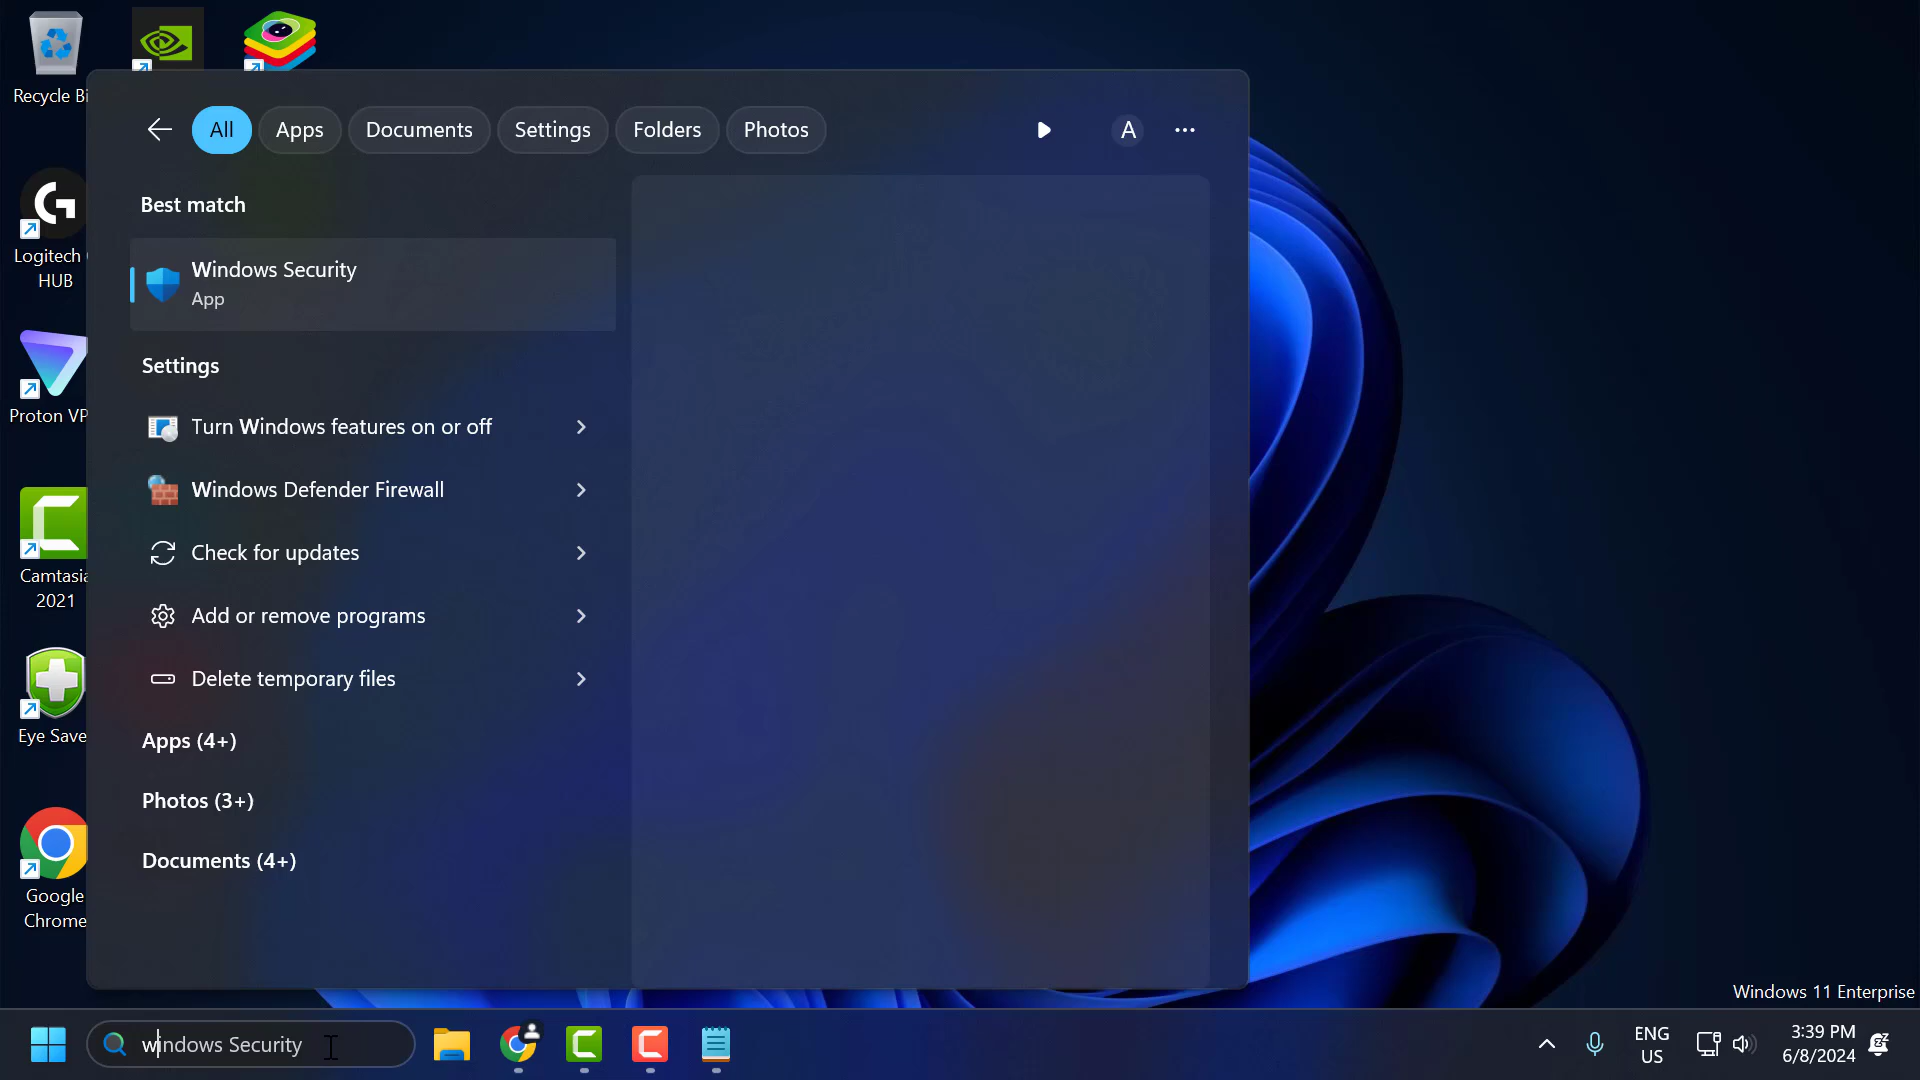 Recycle Bi
Logitech
HUB
Proton VP
Camtasia
2021
Eye Save
Google
Chrome
All
Apps
Documents
Settings
Folders
Photos
A
Best match
Windows Security
App
Settings
Turn Windows features on or off
Windows Defender Firewall
Check for updates
Add or remove programs
Delete temporary files
Apps (4+)
Photos (3+)
Documents (4+)
Windows 11 Enterprise
windows Security
ENG
US
3:39 PM
6/8/2024